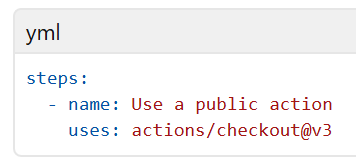 yml
steps:
  - name: Use a public action
    uses: actions/checkout@v3